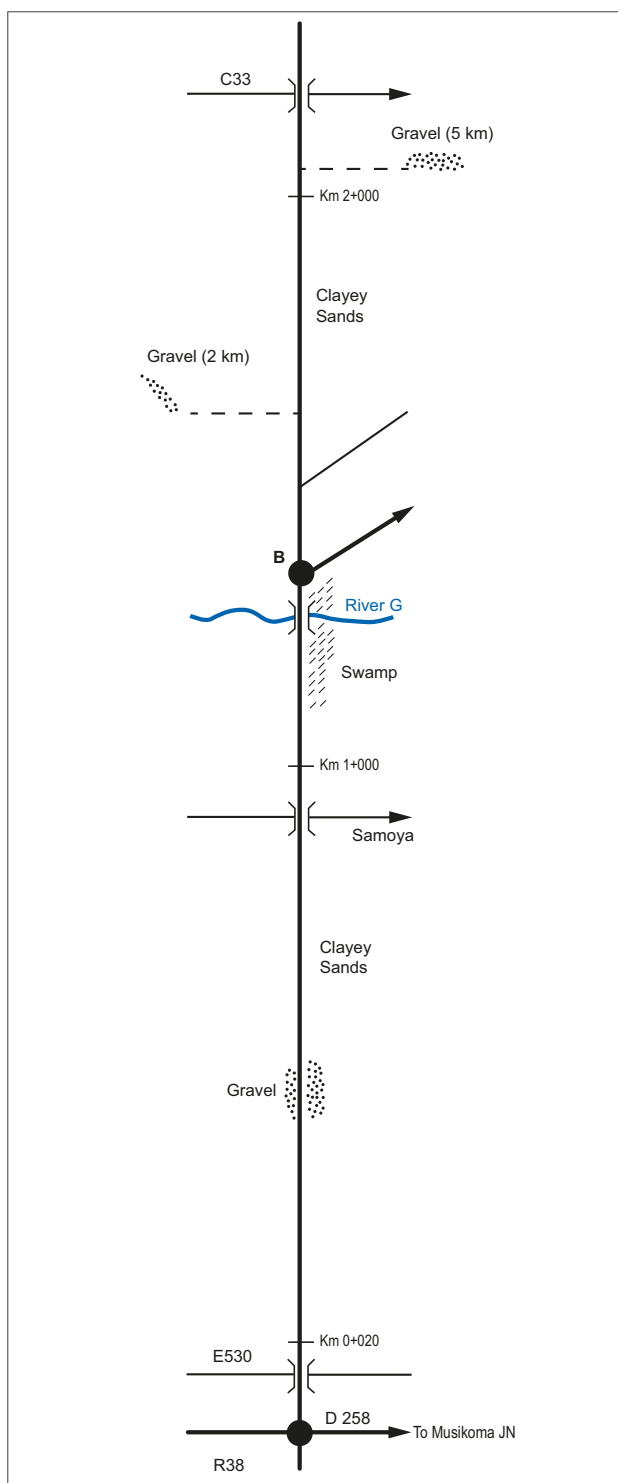 C33
Gravel (5 km)
Km 2+000
Clayey
Sands
Gravel (2 km)
B
River G
Swamp
Km 1+000
Samoya
Clayey
Sands
Gravel
Km 0+020
E530
D 258
To Musikoma JN
R38